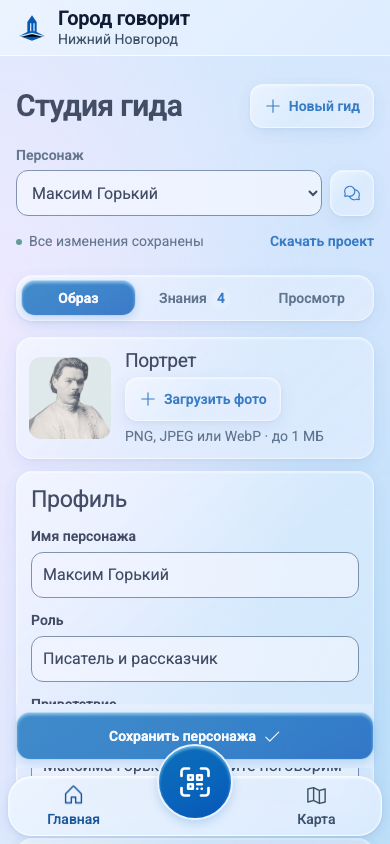 Город говорит
Нижний Новгород
Студия гида
Новый гид
Персонаж
Максим Горький
Все изменения сохранены
Скачать проект
Образ
Знания 4
Просмотр
Портрет
Загрузить фото
PNG, JPEG или WebP · до 1 МБ
Профиль
Имя персонажа
Максим Горький
Роль
Писатель и рассказчик
Приветствие
Сохранить персонажа
Главная
Карта